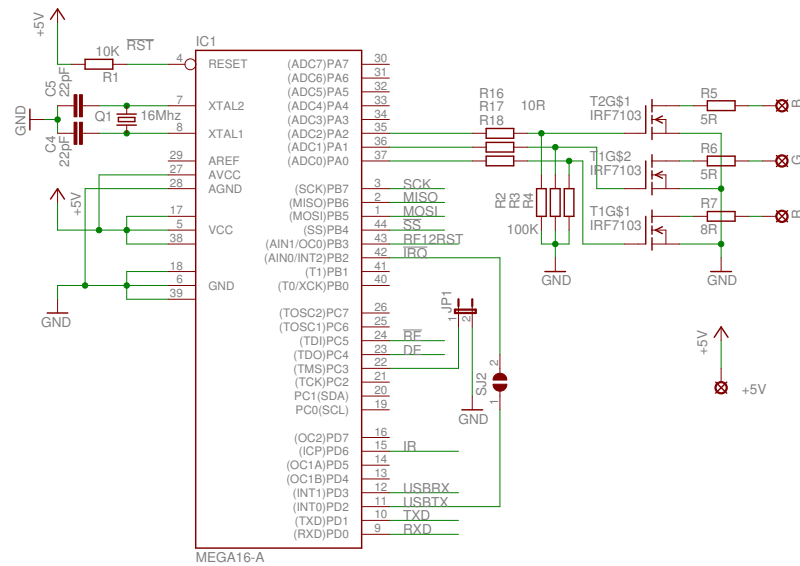 +5V
10K
RST
R1
IC1
4
RESET
C5
22pF
C4
22pF
GND
Q1
16Mhz
7
XTAL2
8
XTAL1
29
AREF
27
AVCC
28
AGND
+5V
17
5
VCC
38
18
6
GND
39
GND
MEGA16-A
(ADC7)PA7
30
(ADC6)PA6
31
(ADC5)PA5
32
(ADC4)PA4
33
(ADC3)PA3
34
(ADC2)PA2
35
(ADC1)PA1
36
(ADC0)PA0
37
(SCK)PB7
3
SCK
(MISO)PB6
2
MISO
(MOSI)PB5
1
MOSI
(SS)PB4
44
SS
(AIN1/OC0)PB3
43
RF12RST
(AIN0/INT2)PB2
42
IRQ
(T1)PB1
41
(T0/XCK)PB0
40
(TOSC2)PC7
26
(TOSC1)PC6
25
(TDI)PC5
24
RE
(TDO)PC4
23
DE
(TMS)PC3
22
(TCK)PC2
21
PC1(SDA)
20
PC0(SCL)
19
(OC2)PD7
16
(ICP)PD6
15
IR
(OC1A)PD5
14
(OC1B)PD4
13
(INT1)PD3
12
USBRX
(INT0)PD2
11
USBTX
(TXD)PD1
10
TXD
(RXD)PD0
9
RXD
JP1
1
2
GND
SJ2
2
1
R16
R17
10R
R18
R2
R3
R4
100K
GND
T2G$1
IRF7103
T1G$2
IRF7103
T1G$1
IRF7103
R5
5R
R6
5R
R7
8R
GND
+5V
+5V